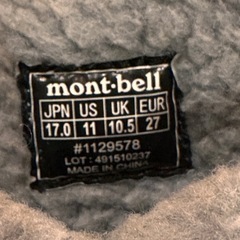 mont-bell
JPN US UK EUR
17.0 11 10.5 27
#1129578
LOT : 491510237
MADE IN CHINA